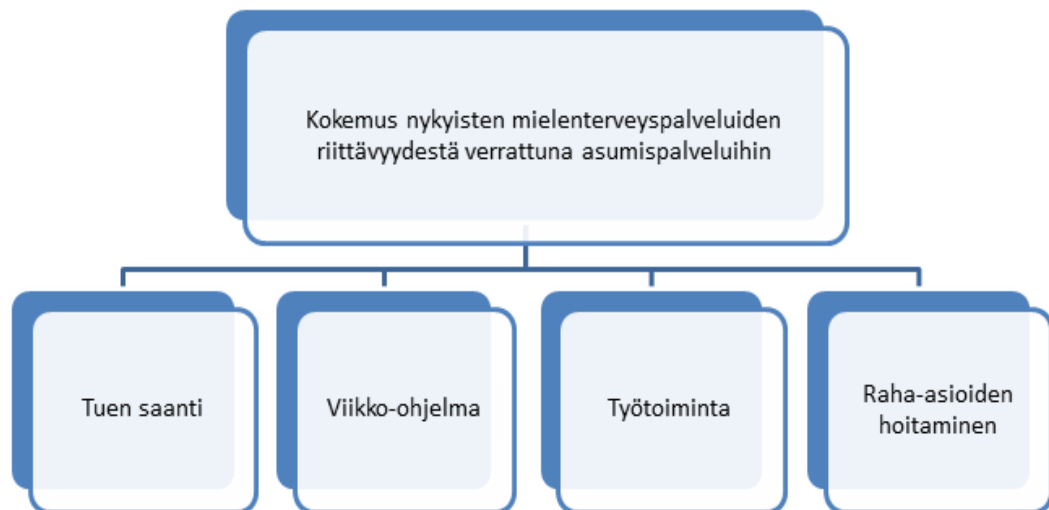 Kokemus nykyisten mielenterveyspalveluiden
riittävyydestä verrattuna asumispalveluihin
Tuen saanti
Viikko-ohjelma
Työtoiminta
Raha-asioiden
hoitaminen